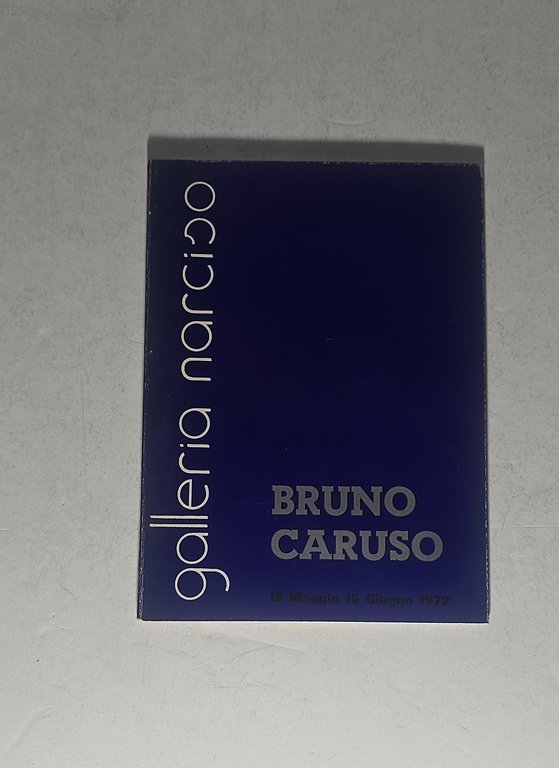 galleria narciso
BRUNO
CARUSO
18 Maggio 16 Giugno 1972